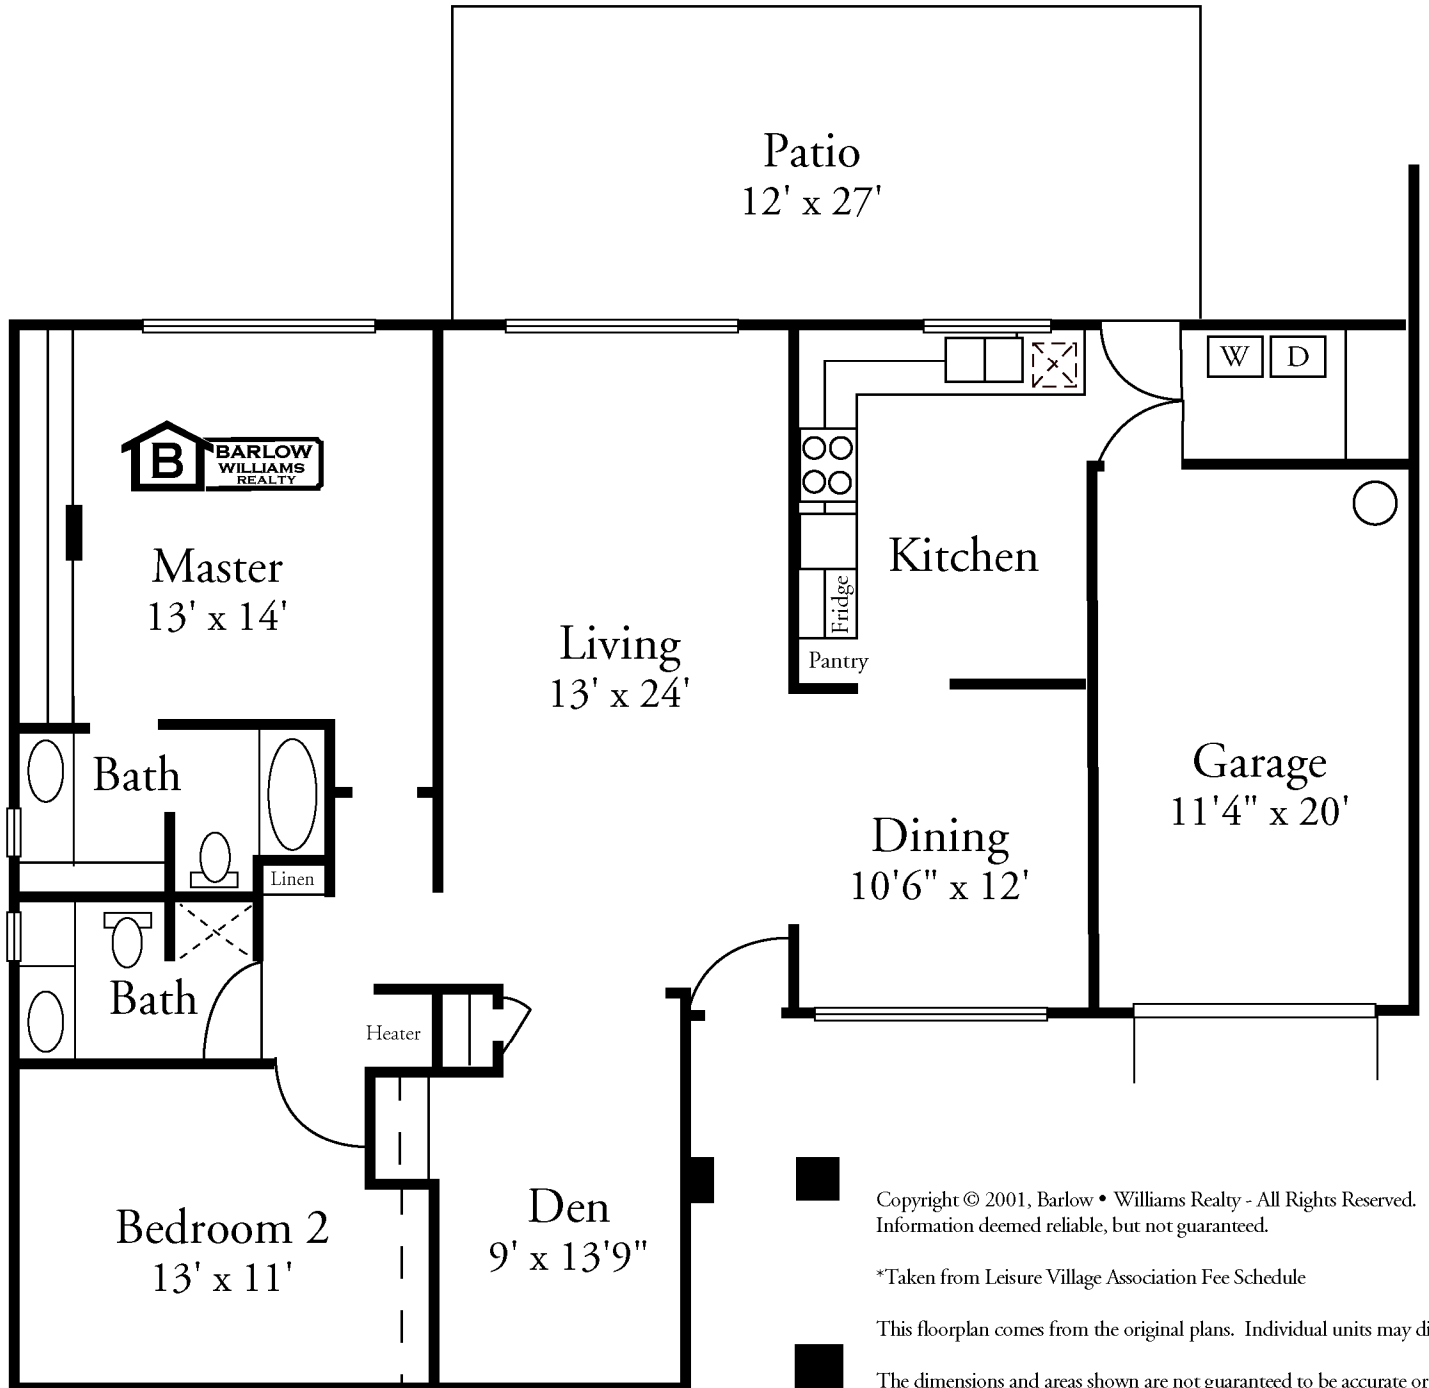 Patio
12' x 27'
W
D
B
BARLOW
WILLIAMS
REALTY
Master
13' x 14'
Kitchen
Fridge
Pantry
Living
13' x 24'
Bath
Garage
11'4" x 20'
Dining
10'6" x 12'
Linen
Bath
Heater
Bedroom 2
13' x 11'
Den
9' x 13'9"
Copyright © 2001, Barlow • Williams Realty - All Rights Reserved.
Information deemed reliable, but not guaranteed.
*Taken from Leisure Village Association Fee Schedule
This floorplan comes from the original plans. Individual units may di
The dimensions and areas shown are not guaranteed to be accurate or